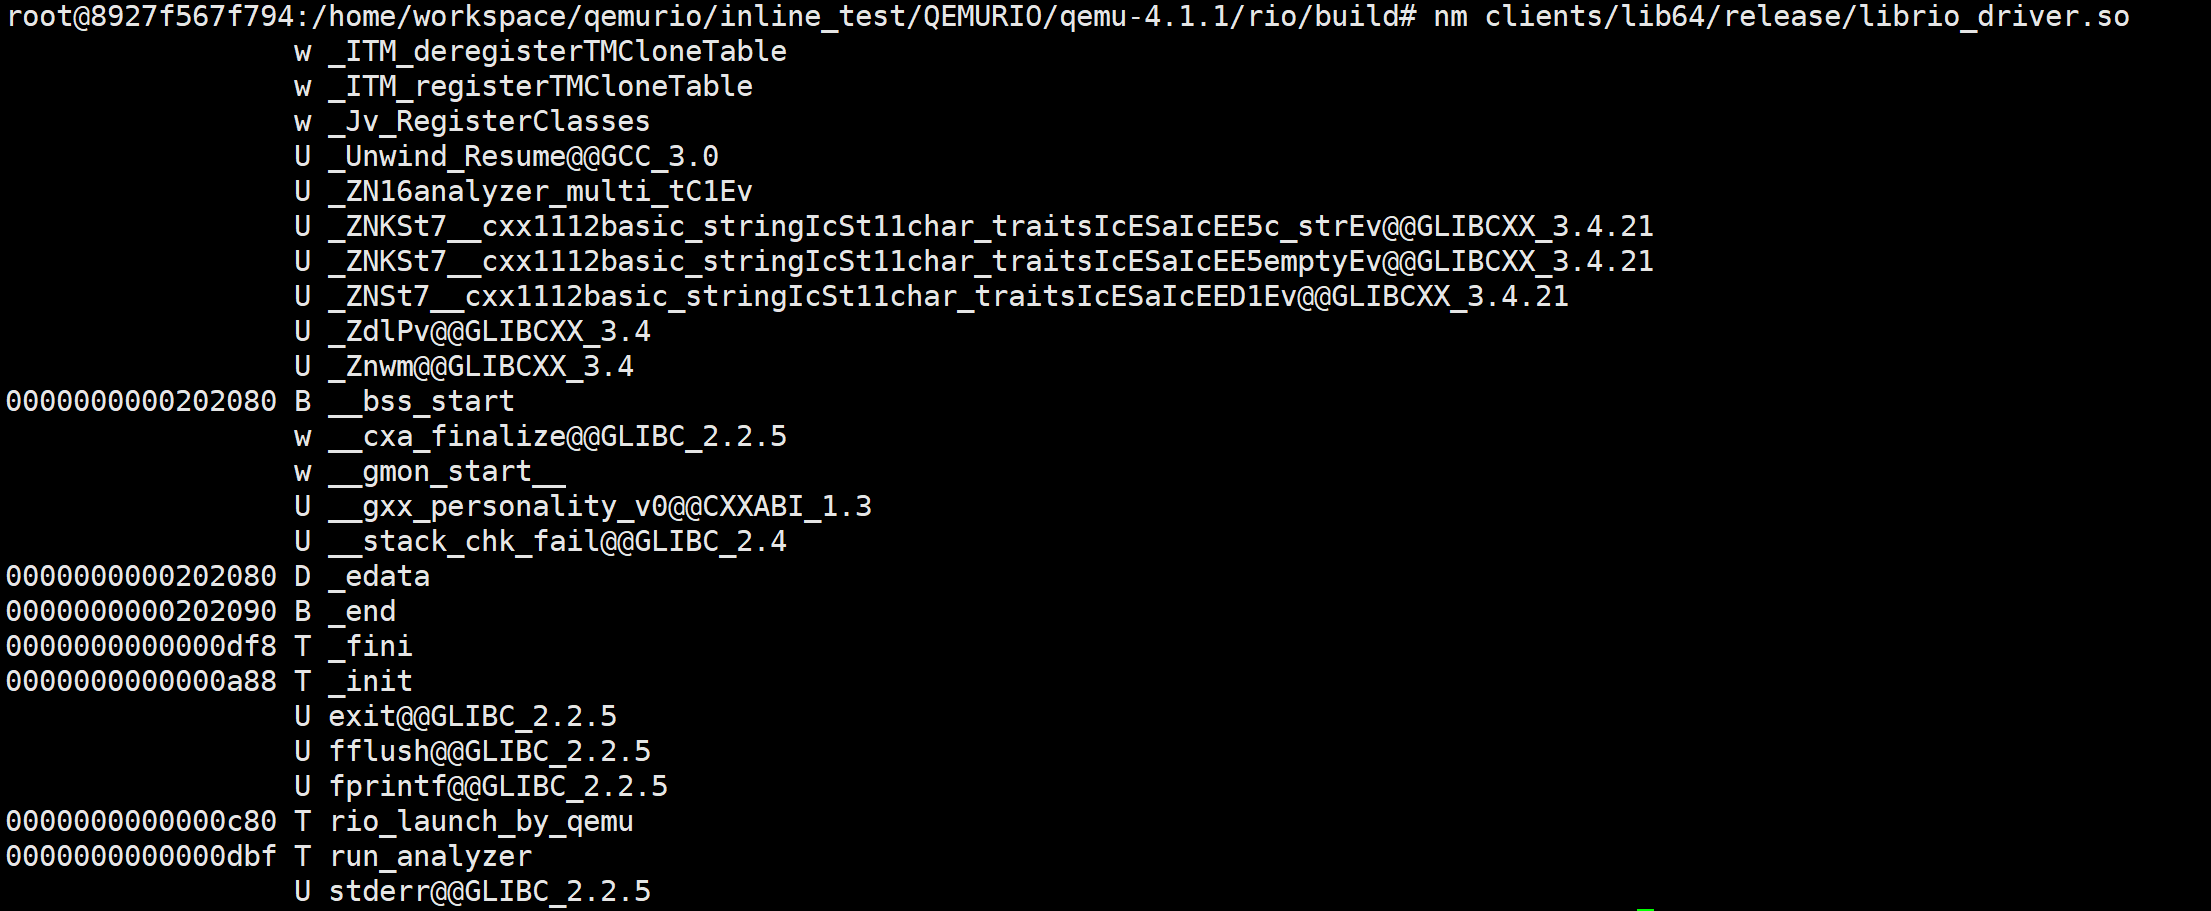 root@8927f567f794:/home/workspace/qemurio/inline_test/QEMURIO/qemu-4.1.1/rio/build# nm clients/lib64/release/librio_driver.so
                 w _ITM_deregisterTMCloneTable
                 w _ITM_registerTMCloneTable
                 w _Jv_RegisterClasses
                 U _Unwind_Resume@@GCC_3.0
                 U _ZN16analyzer_multi_tC1Ev
                 U _ZNKSt7__cxx1112basic_stringIcSt11char_traitsIcESaIcEE5c_strEv@@GLIBCXX_3.4.21
                 U _ZNKSt7__cxx1112basic_stringIcSt11char_traitsIcESaIcEE5emptyEv@@GLIBCXX_3.4.21
                 U _ZNSt7__cxx1112basic_stringIcSt11char_traitsIcESaIcEED1Ev@@GLIBCXX_3.4.21
                 U _ZdlPv@@GLIBCXX_3.4
                 U _Znwm@@GLIBCXX_3.4
0000000000202080 B __bss_start
                 w __cxa_finalize@@GLIBC_2.2.5
                 w __gmon_start__
                 U __gxx_personality_v0@@CXXABI_1.3
                 U __stack_chk_fail@@GLIBC_2.4
0000000000202080 D _edata
0000000000202090 B _end
0000000000000df8 T _fini
0000000000000a88 T _init
                 U exit@@GLIBC_2.2.5
                 U fflush@@GLIBC_2.2.5
                 U fprintf@@GLIBC_2.2.5
0000000000000c80 T rio_launch_by_qemu
0000000000000dbf T run_analyzer
                 U stderr@@GLIBC_2.2.5